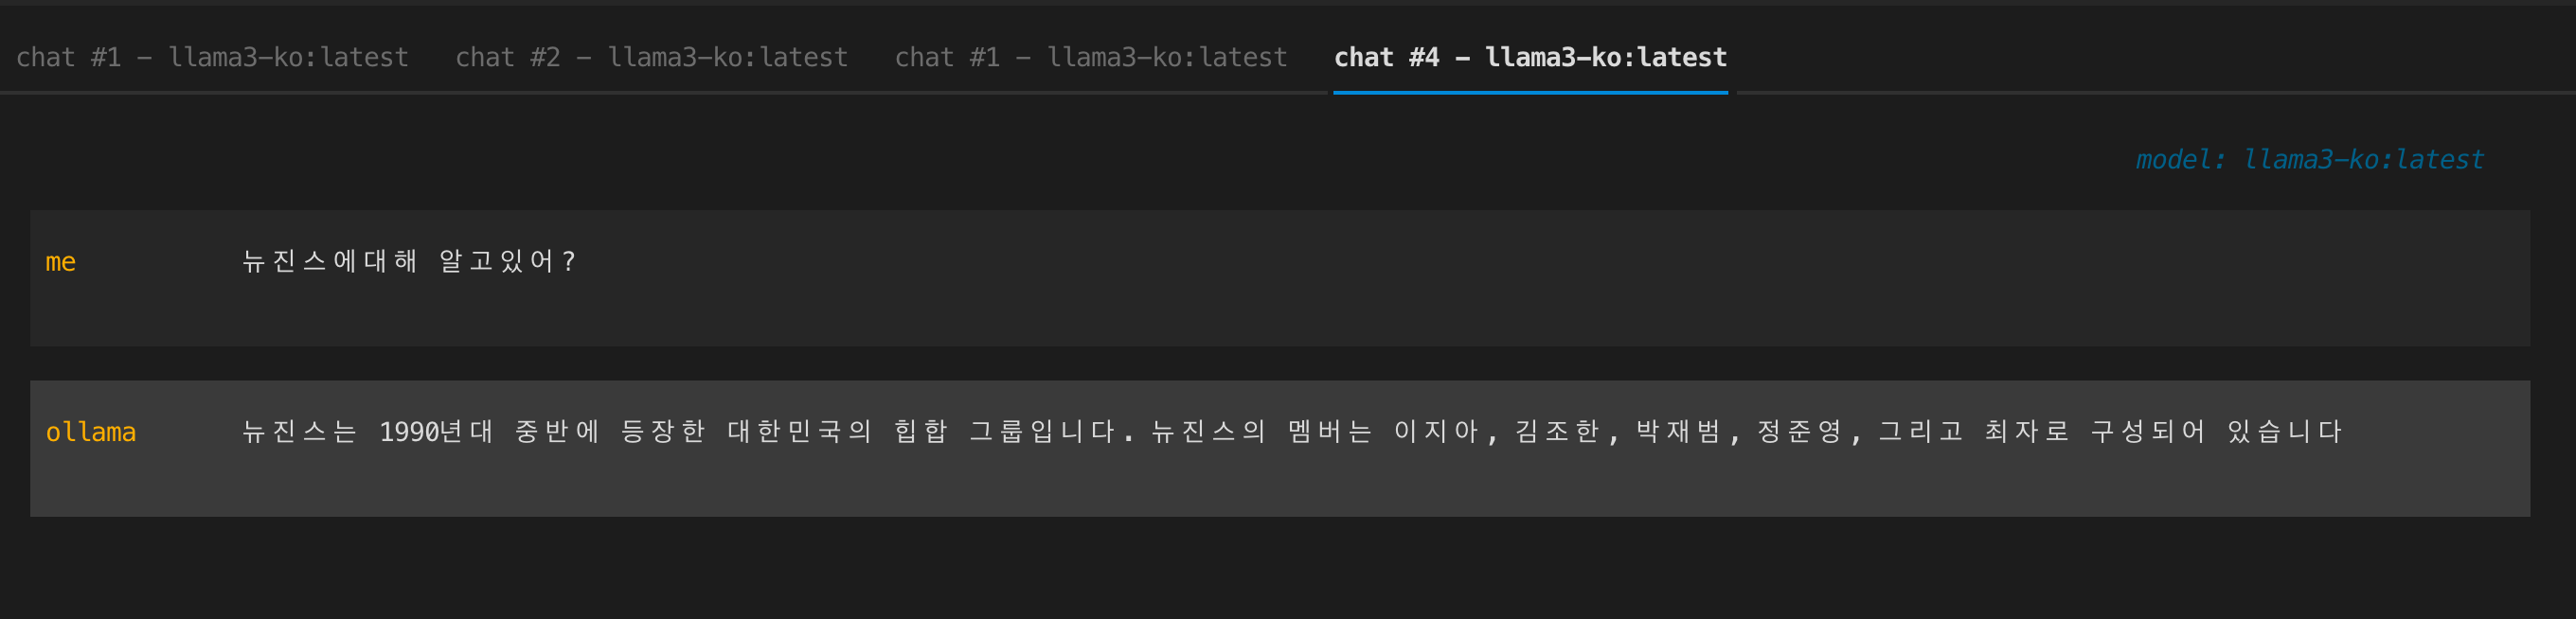 chat #1 - llama3-ko:latest chat #2 - llama3-ko:latest chat #1 - llama3-ko:latest chat #4 - llama3-ko:latest
model: llama3-ko:latest
me 뉴진스에대해 알고있어?
ollama 뉴진스는 1990년대 중반에 등장한 대한민국의 힙합 그룹입니다. 뉴진스의 멤버는 이지아, 김조한, 박재범, 정준영, 그리고 최자로 구성되어 있습니다